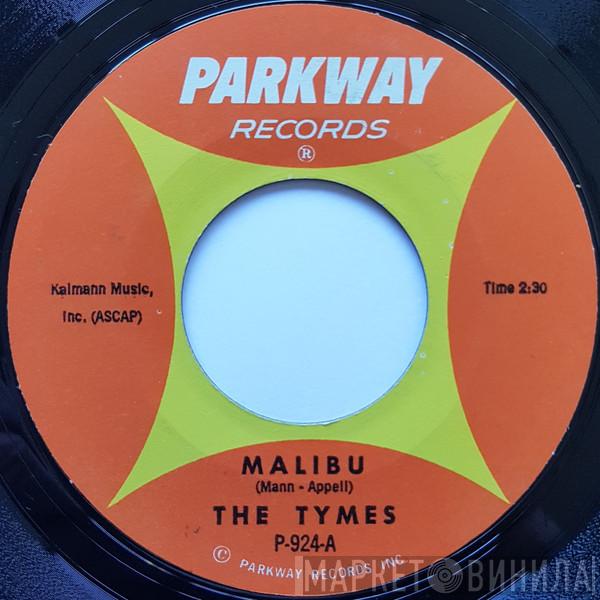 PARKWAY
RECORDS
®
Kalmann Music,
Inc. (ASCAP)
Time 2:30
MALIBU
(Mann - Appell)
THE TYMES
P-924-A
© PARKWAY RECORDS INC
МАРКЕТ ВИНИЛА